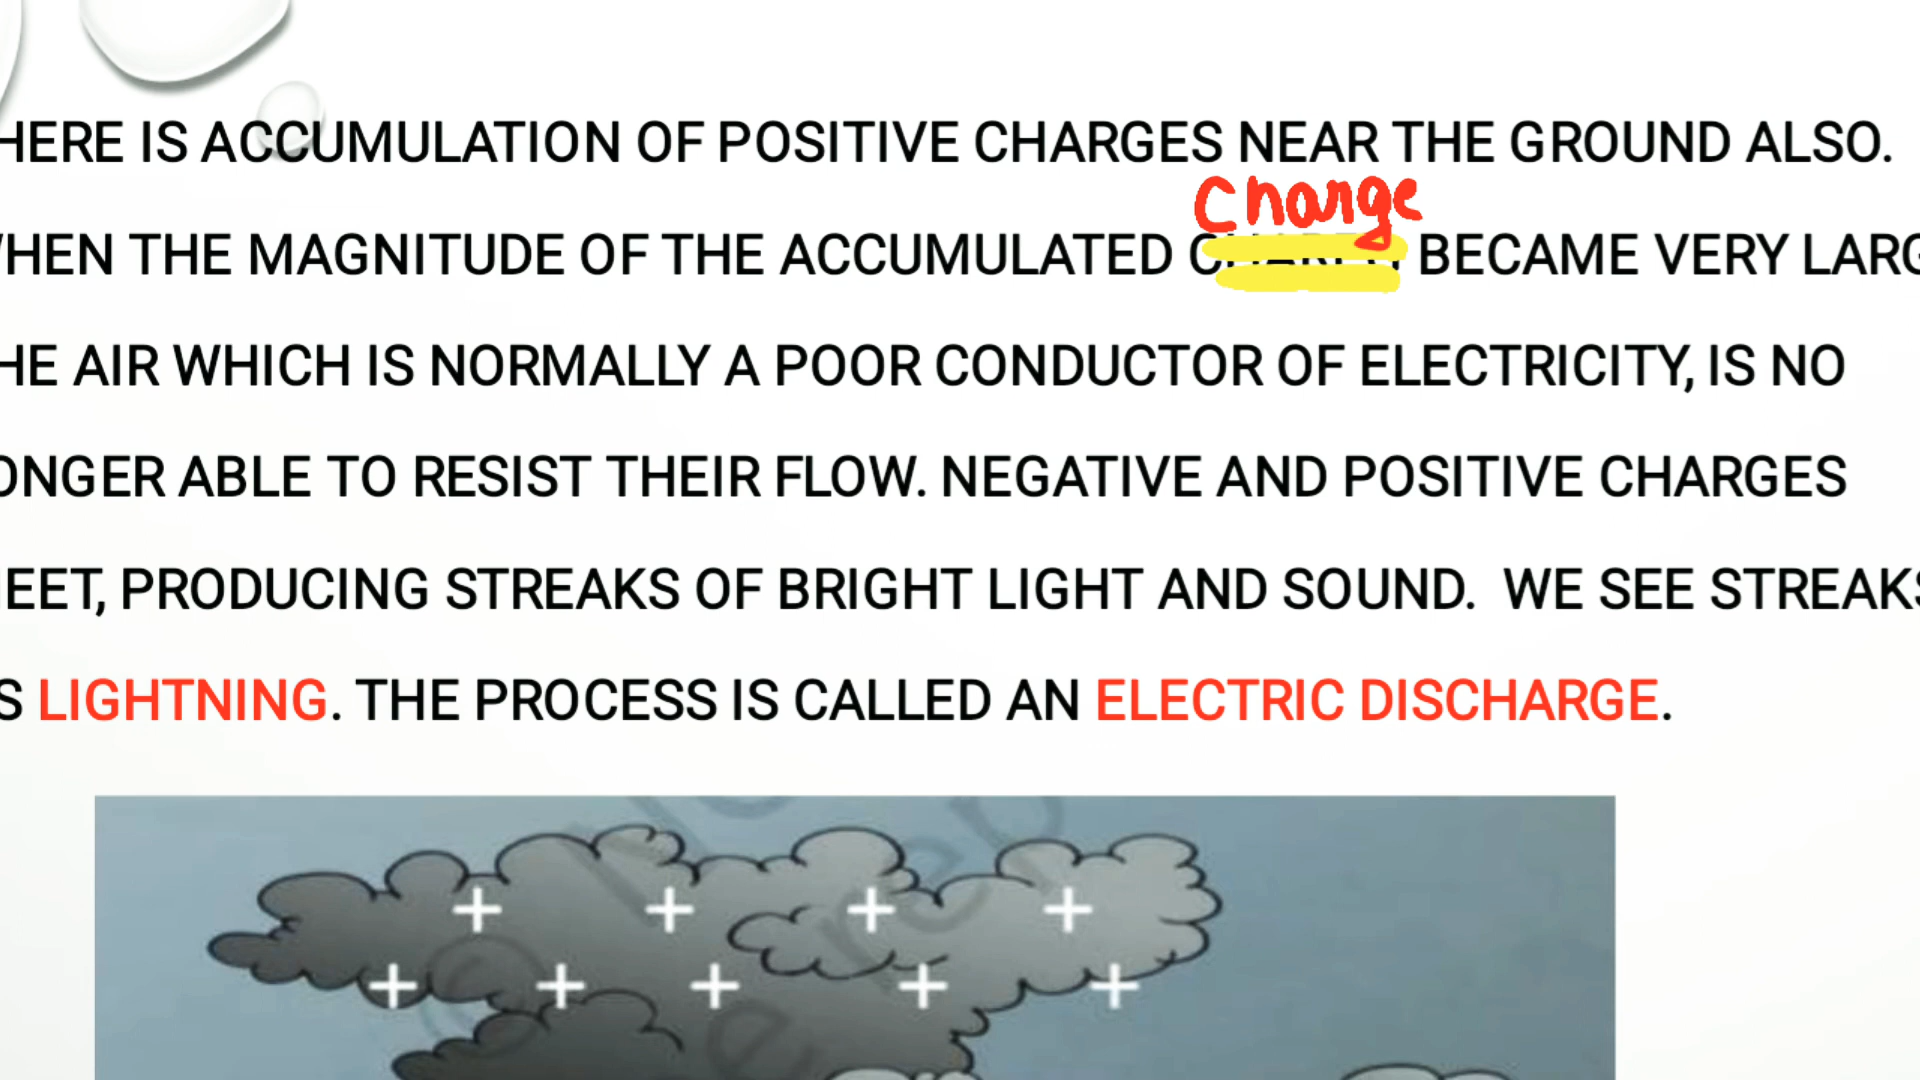 HERE IS ACCUMULATION OF POSITIVE CHARGES NEAR THE GROUND ALSO.
Charge
WHEN THE MAGNITUDE OF THE ACCUMULATED BECAME VERY LARG
HE AIR WHICH IS NORMALLY A POOR CONDUCTOR OF ELECTRICITY, IS NO
ONGER ABLE TO RESIST THEIR FLOW. NEGATIVE AND POSITIVE CHARGES
EET, PRODUCING STREAKS OF BRIGHT LIGHT AND SOUND. WE SEE STREAKS
S LIGHTNING. THE PROCESS IS CALLED AN ELECTRIC DISCHARGE.
+ + + +
+ + + + +